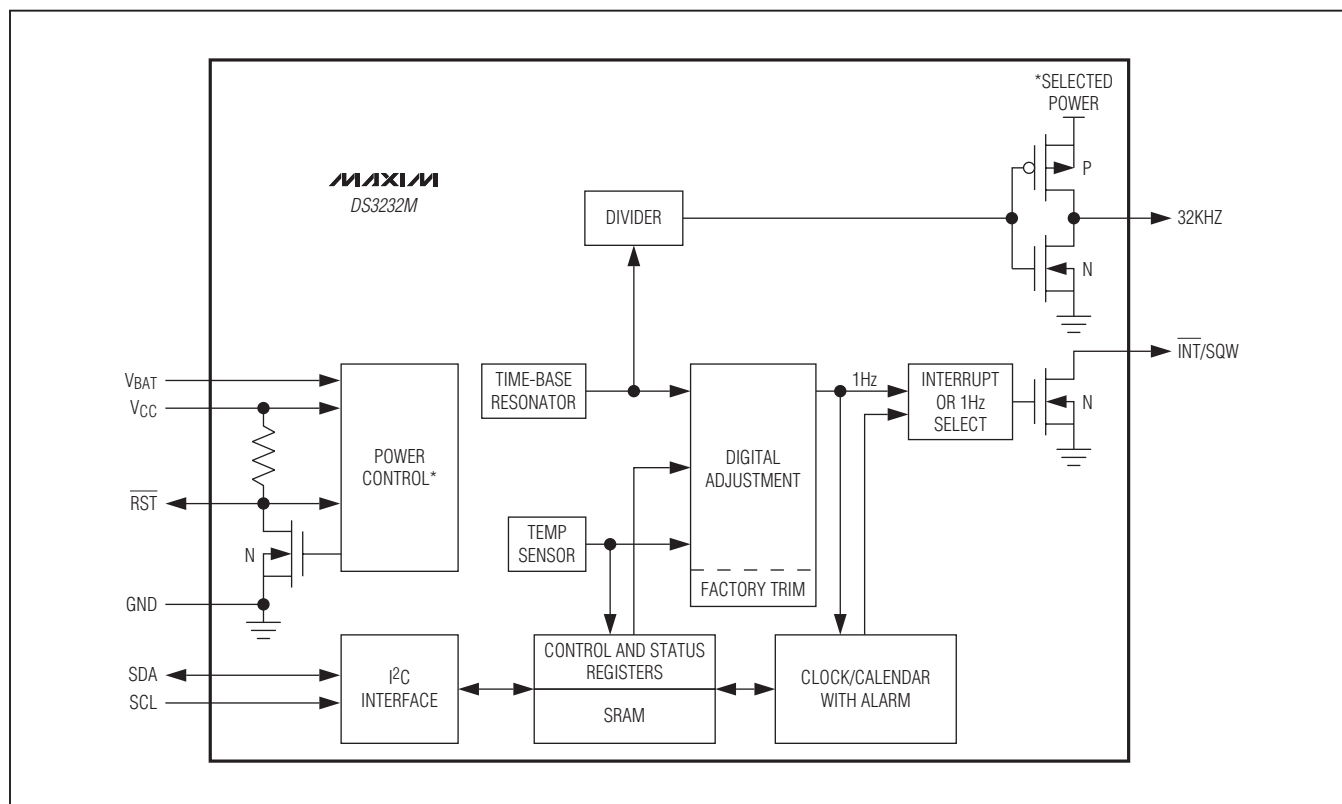 *SELECTED
POWER
P
MAXIM
DS3232M
DIVIDER
32KHZ
N
INT/SQW
VBAT
VCC
TIME-BASE
RESONATOR
1Hz
INTERRUPT
OR 1Hz
SELECT
N
POWER
CONTROL*
DIGITAL
ADJUSTMENT
RST
TEMP
SENSOR
N
FACTORY TRIM
GND
SDA
SCL
I²C
INTERFACE
CONTROL AND STATUS
REGISTERS
SRAM
CLOCK/CALENDAR
WITH ALARM